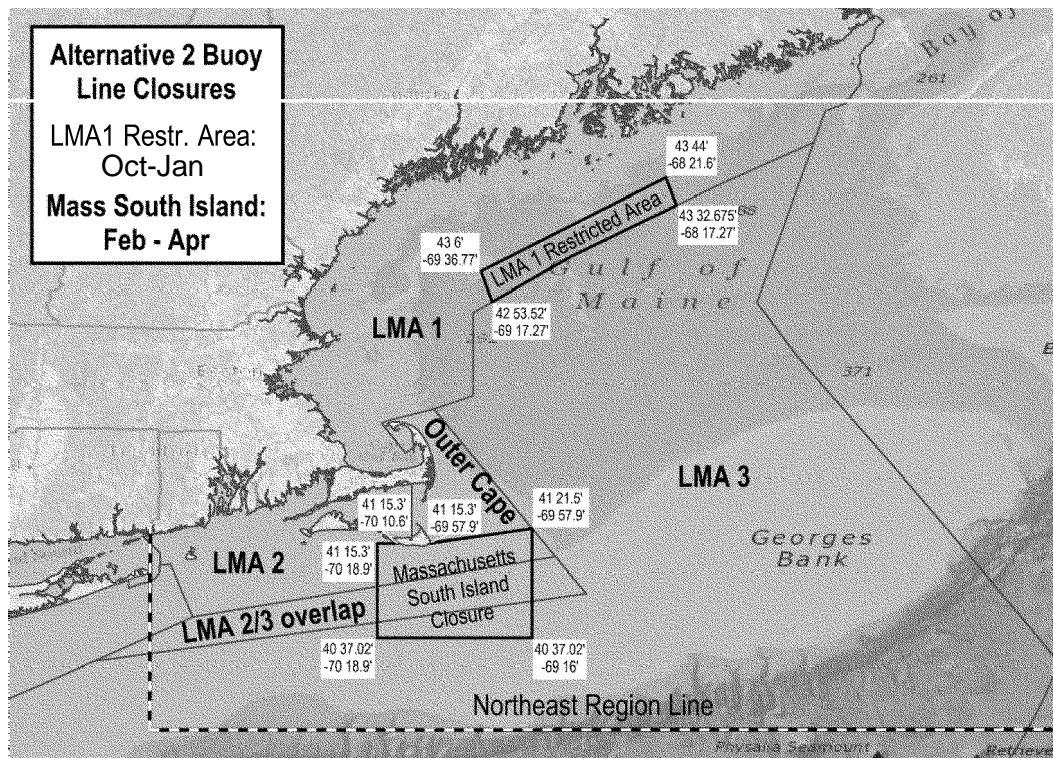 Alternative 2 Buoy
Line Closures
LMA1 Restr. Area:
Oct-Jan
Mass South Island:
Feb - Apr
Bay of
261
43 44'
-68 21.6'
43 32.675'
-68 17.27'
43 6'
-69 36.77'
LMA 1 Restricted Area
Gulf of
Maine
42 53.52'
-69 17.27'
LMA 1
371
Outer Cape
LMA 3
41 15.3'
-70 10.6'
41 15.3'
-69 57.9'
41 21.5'
-69 57.9'
Georges
Bank
41 15.3'
-70 18.9'
LMA 2
Massachusetts
South Island
Closure
LMA 2/3 overlap
40 37.02'
-70 18.9'
40 37.02'
-69 16'
Northeast Region Line
Physalia Seamount
Retrieve